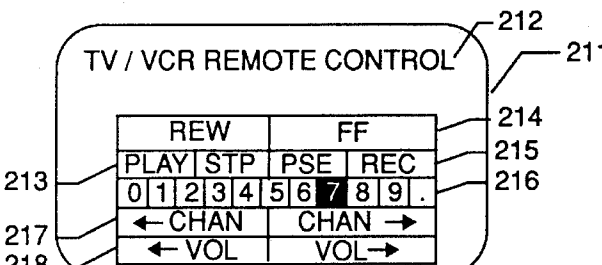 212
TV / VCR REMOTE CONTROL
211
REW FF 214
PLAY STP PSE REC 215
213
0 1 2 3 4 5 6 7 8 9 . 216
← CHAN CHAN →
217
← VOL VOL →
218